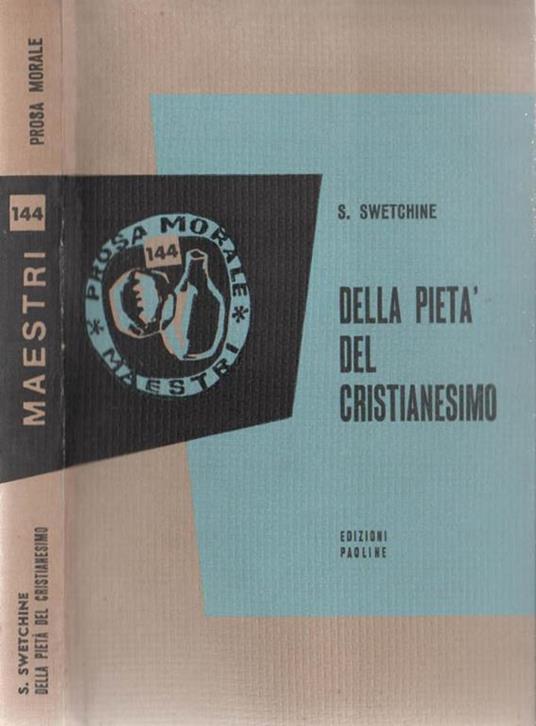 PROSA MORALE
144
MAESTRI
S. SWETCHINE
DELLA PIETÀ DEL CRISTIANESIMO
PROSA MORALE
144
* MAESTRI *
S. SWETCHINE
DELLA PIETA'
DEL
CRISTIANESIMO
EDIZIONI
PAOLINE